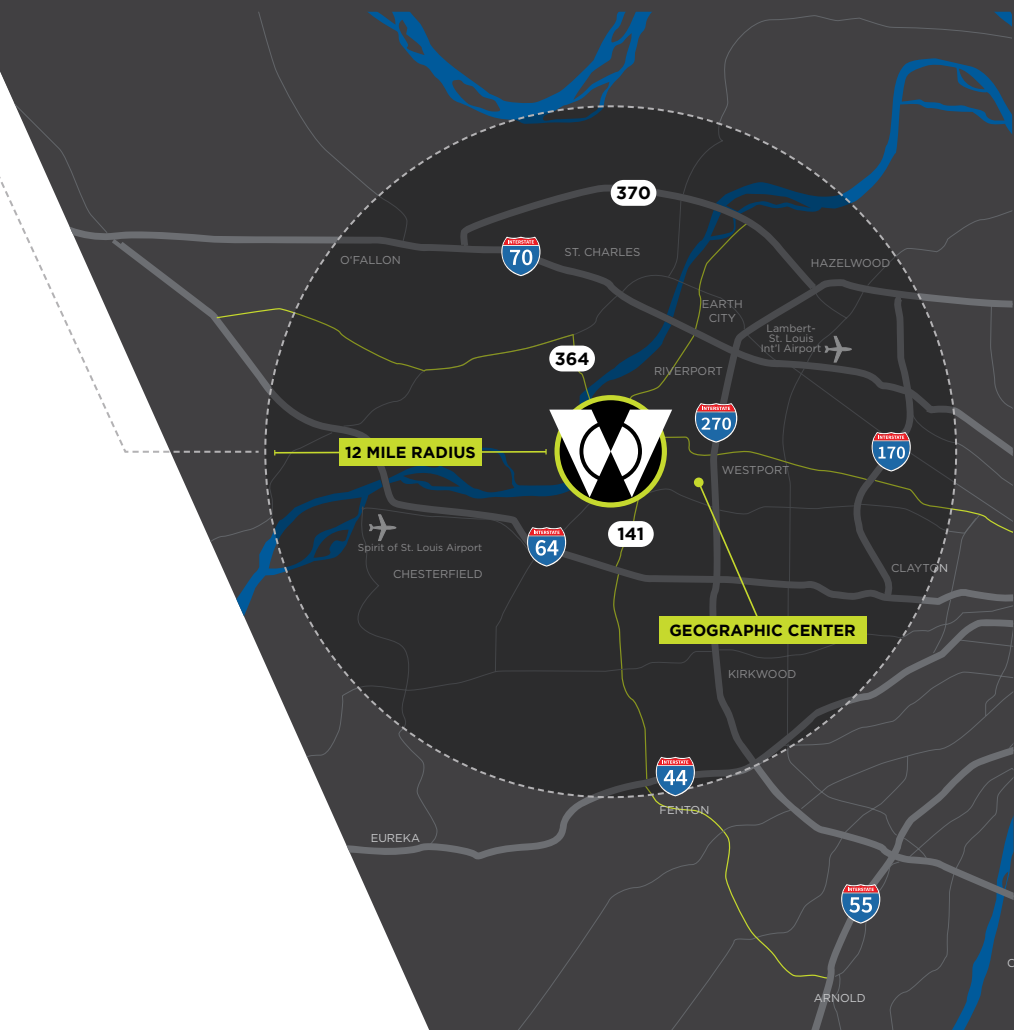 370
INTERSTATE
70
ST. CHARLES
O'FALLON
HAZELWOOD
EARTH
CITY
Lambert-
St. Louis
Int'l Airport
364
RIVERPORT
INTERSTATE
270
INTERSTATE
170
12 MILE RADIUS
W
WESTPORT
141
INTERSTATE
64
Spirit of St. Louis Airport
CHESTERFIELD
CLAYTON
GEOGRAPHIC CENTER
KIRKWOOD
INTERSTATE
44
FENTON
EUREKA
INTERSTATE
55
ARNOLD